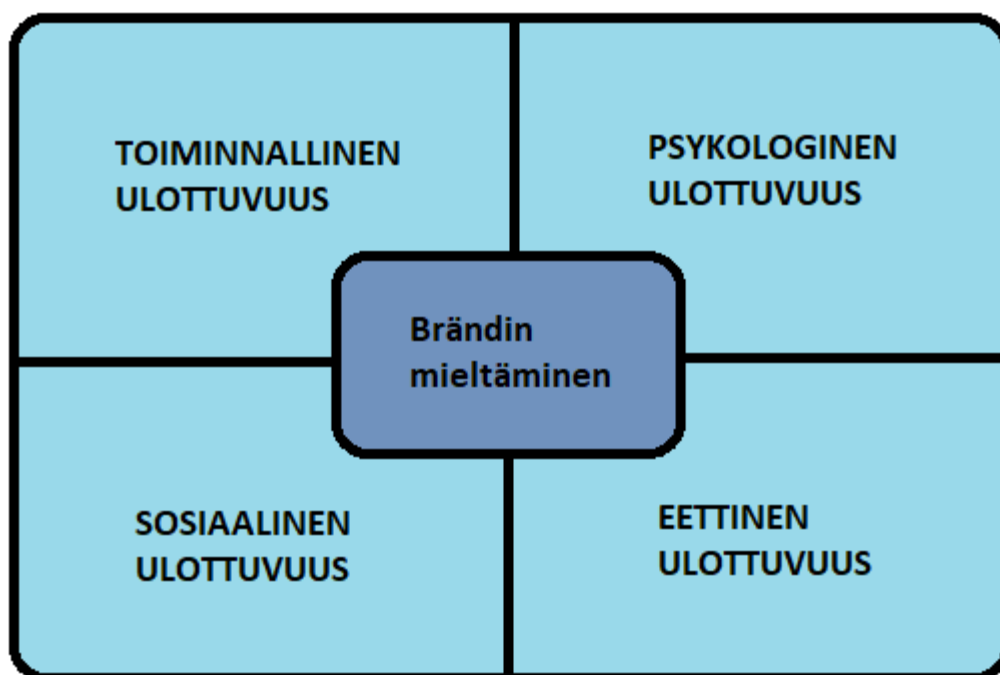 TOIMINNALLINEN
ULOTTUVUUS
PSYKOLOGINEN
ULOTTUVUUS
Brändin
mieltäminen
SOSIAALINEN
ULOTTUVUUS
EETTINEN
ULOTTUVUUS